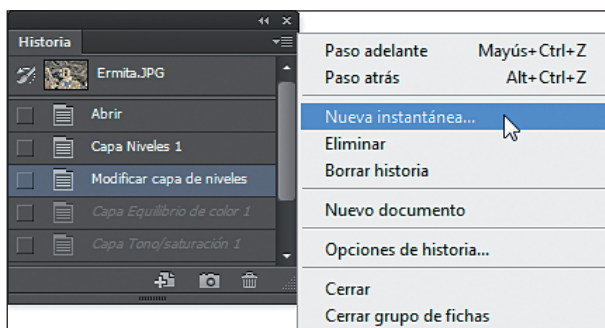 Historia
Ermita.JPG
Abrir
Capa Niveles 1
Modificar capa de niveles
Capa Equilibrio de color 1
Capa Tono/saturación 1
Paso adelante Mayús+Ctrl+Z
Paso atrás Alt+Ctrl+Z
Nueva instantánea...
Eliminar
Borrar historia
Nuevo documento
Opciones de historia...
Cerrar
Cerrar grupo de fichas